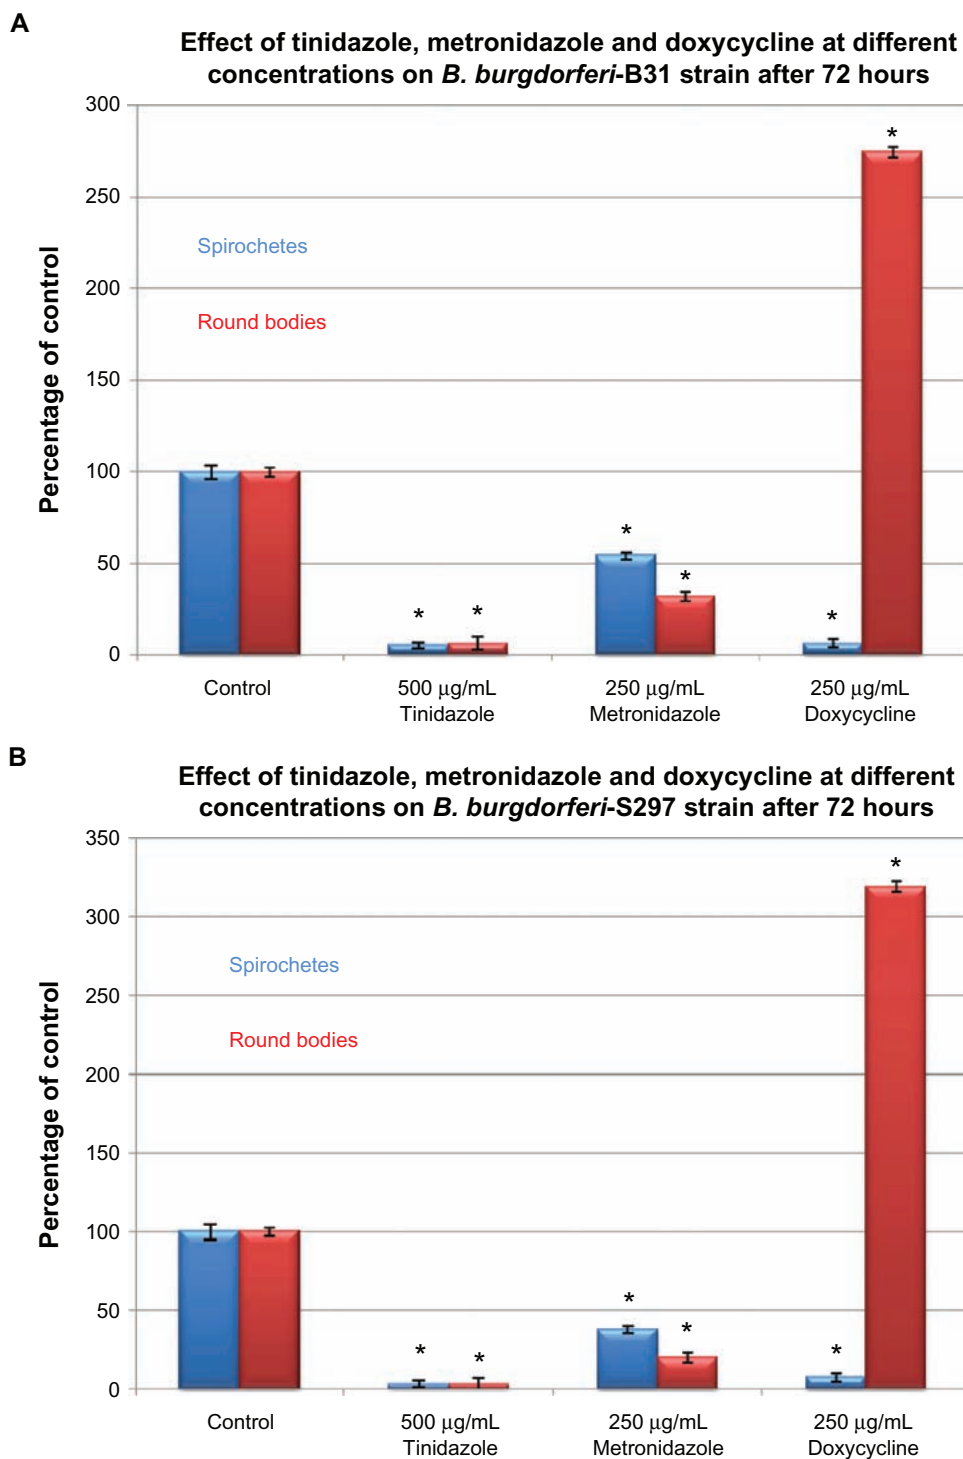 A
Effect of tinidazole, metronidazole and doxycycline at different
concentrations on B. burgdorferi-B31 strain after 72 hours
300
250
200
150
100
50
0
Percentage of control
Spirochetes
Round bodies
*
*
*
*
*
*
Control
500 µg/mL
Tinidazole
250 µg/mL
Metronidazole
250 µg/mL
Doxycycline
B
Effect of tinidazole, metronidazole and doxycycline at different
concentrations on B. burgdorferi-S297 strain after 72 hours
350
300
250
200
150
100
50
0
Percentage of control
Spirochetes
Round bodies
*
*
*
*
*
*
Control
500 µg/mL
Tinidazole
250 µg/mL
Metronidazole
250 µg/mL
Doxycycline